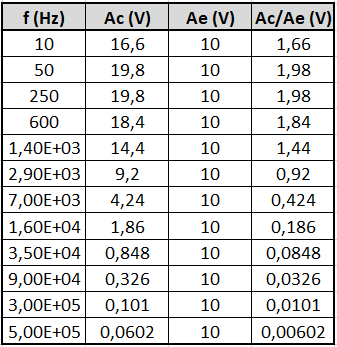 f (Hz) Ac (V) Ae (V) Ac/Ae (V)
10 16,6 10 1,66
50 19,8 10 1,98
250 19,8 10 1,98
600 18,4 10 1,84
1,40E+03 14,4 10 1,44
2,90E+03 9,2 10 0,92
7,00E+03 4,24 10 0,424
1,60E+04 1,86 10 0,186
3,50E+04 0,848 10 0,0848
9,00E+04 0,326 10 0,0326
3,00E+05 0,101 10 0,0101
5,00E+05 0,0602 10 0,00602